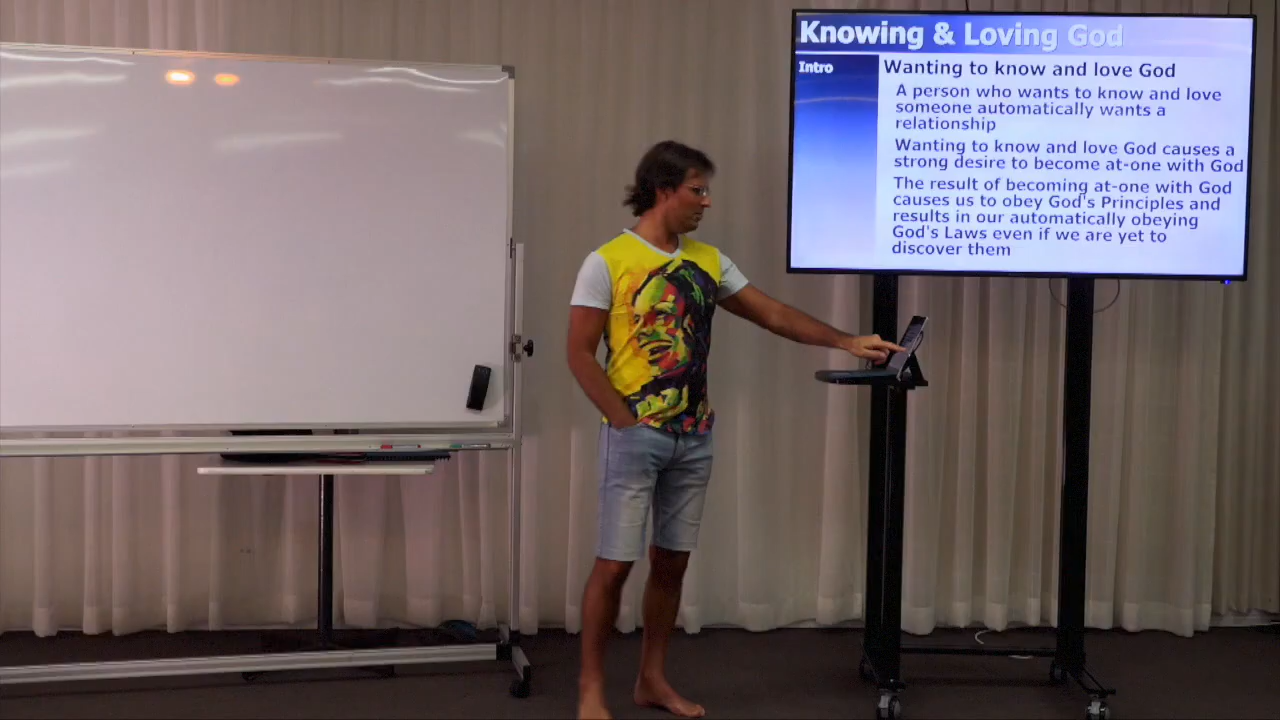 Knowing & Loving God
Intro
Wanting to know and love God
A person who wants to know and love
someone automatically wants a
relationship
Wanting to know and love God causes a
strong desire to become at-one with God
The result of becoming at-one with God
causes us to obey God's Principles and
results in our automatically obeying
God's Laws even if we are yet to
discover them